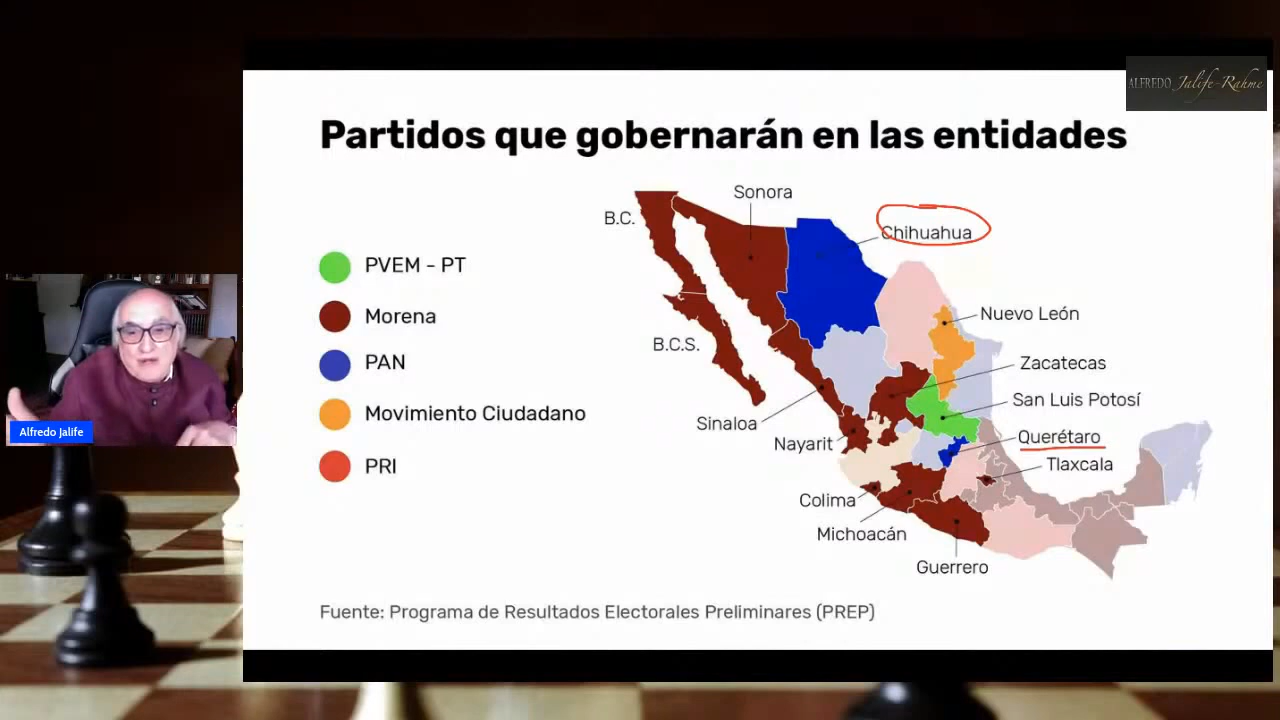 ALFREDO Jalife-Rahme
Partidos que gobernarán en las entidades
Sonora
B.C.
Chihuahua
PVEM - PT
Morena
PAN
Movimiento Ciudadano
PRI
Nuevo León
B.C.S.
Zacatecas
San Luis Potosí
Sinaloa
Nayarit
Querétaro
Tlaxcala
Colima
Michoacán
Guerrero
Fuente: Programa de Resultados Electorales Preliminares (PREP)
Alfredo Jalife